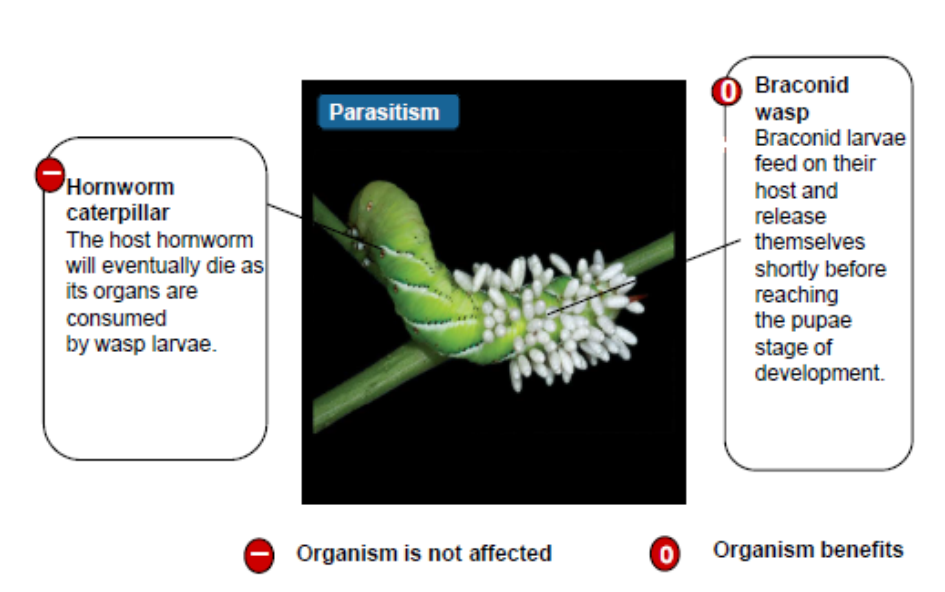 Parasitism
Hornworm
caterpillar
The host hornworm
will eventually die as
its organs are
consumed
by wasp larvae.
0
Braconid
wasp
Braconid larvae
feed on their
host and
release
themselves
shortly before
reaching
the pupae
stage of
development.
– Organism is not affected
0 Organism benefits